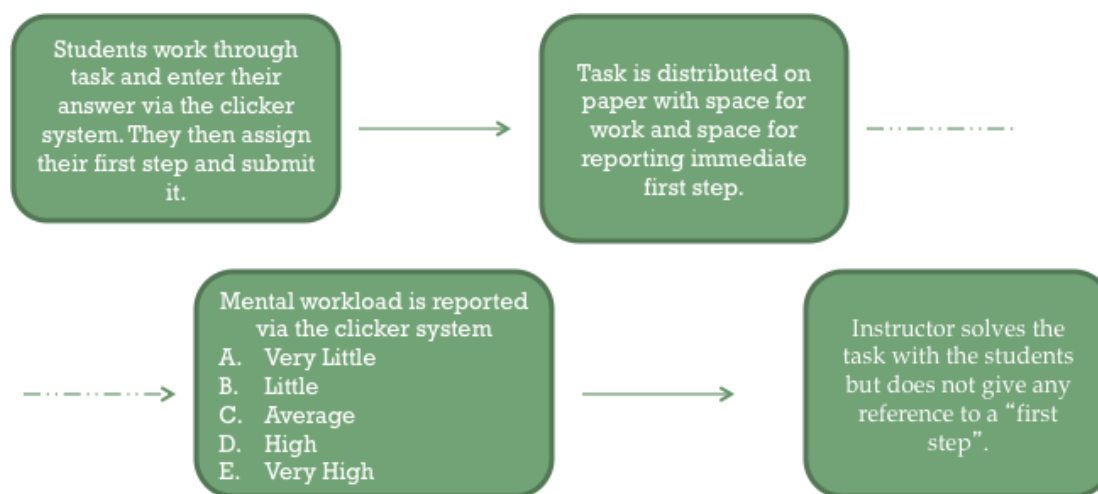 Students work through
task and enter their
answer via the clicker
system. They then assign
their first step and submit
it.
Task is distributed on
paper with space for
work and space for
reporting immediate
first step.
Mental workload is reported
via the clicker system
A. Very Little
B. Little
C. Average
D. High
E. Very High
Instructor solves the
task with the students
but does not give any
reference to a “first
step”.